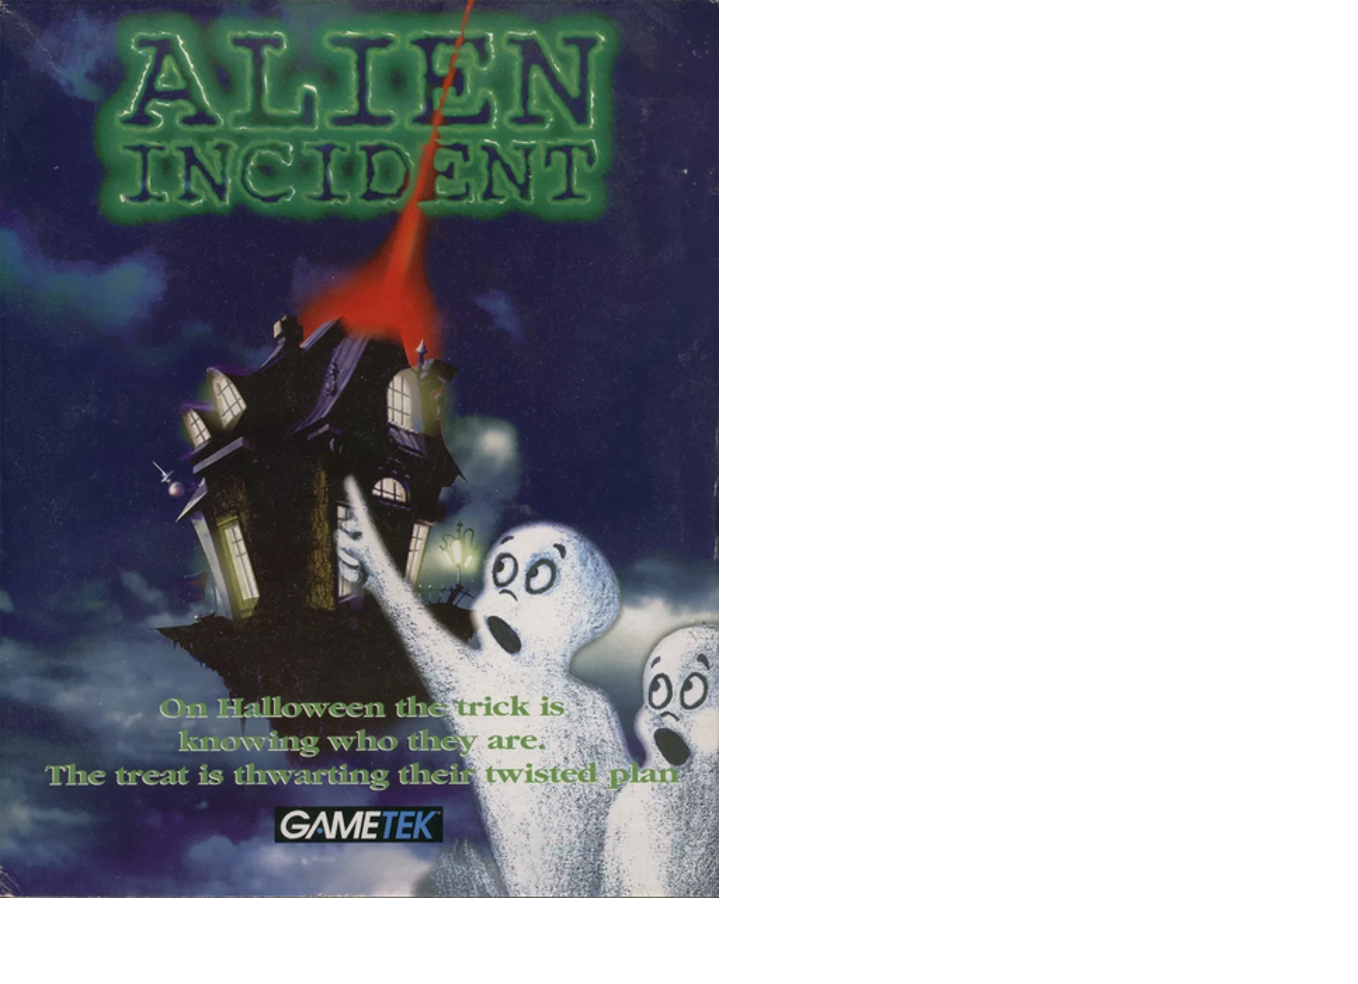 ALIEN
INCIDENT
On Halloween the trick is
knowing who they are.
The treat is thwarting their twisted plan
GAMETEK